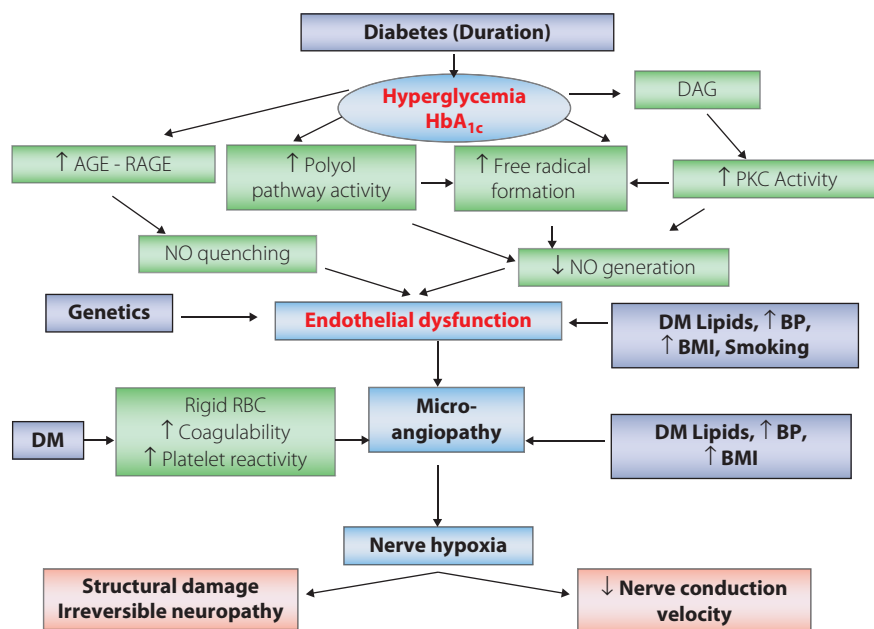 Diabetes (Duration)
Hyperglycemia
HbA1c
DAG
↑ AGE - RAGE
↑ Polyol
pathway activity
↑ Free radical
formation
↑ PKC Activity
NO quenching
↓ NO generation
Genetics
Endothelial dysfunction
DM Lipids, ↑ BP,
↑ BMI, Smoking
DM
Rigid RBC
↑ Coagulability
↑ Platelet reactivity
Micro-
angiopathy
DM Lipids, ↑ BP,
↑ BMI
Nerve hypoxia
Structural damage
Irreversible neuropathy
↓ Nerve conduction
velocity